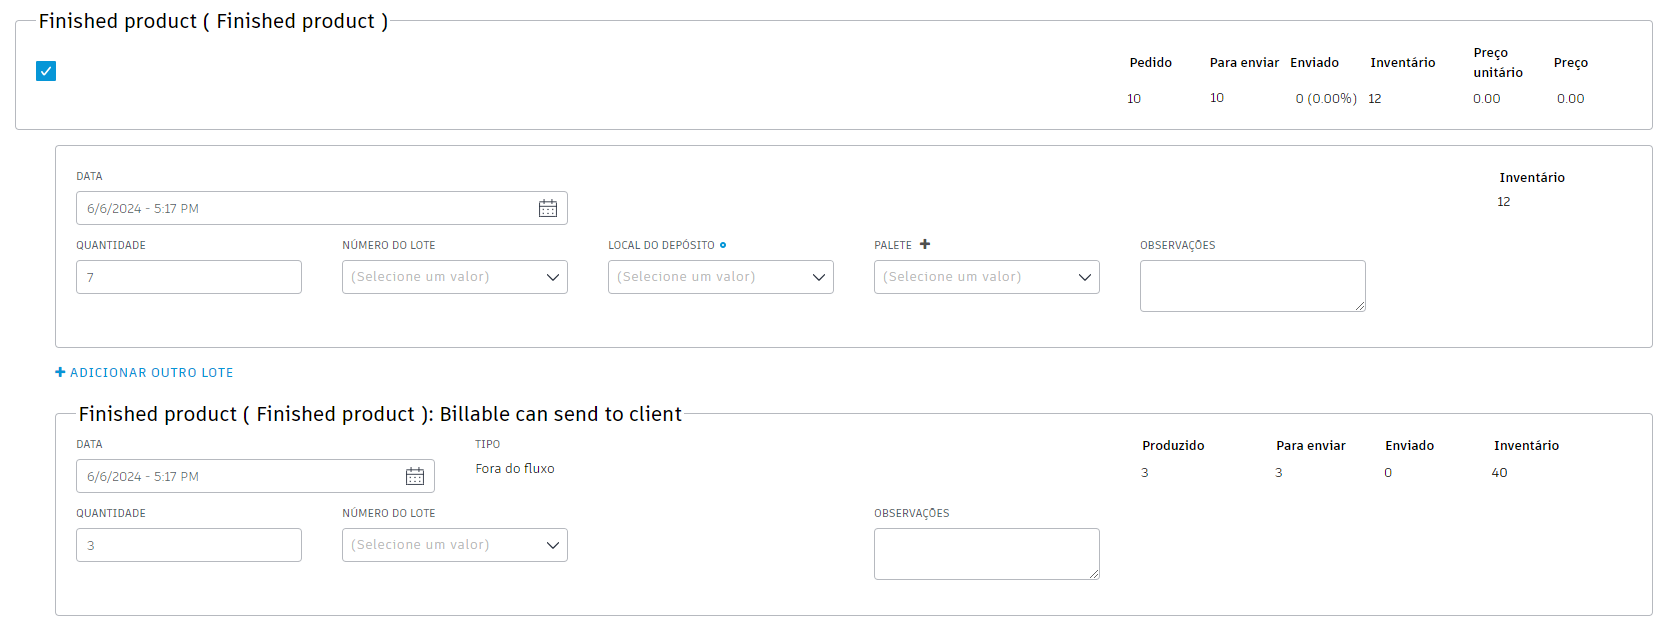 Finished product ( Finished product )
Pedido Para enviar Enviado Inventário Preço unitário Preço
10 10 0 (0.00%) 12 0.00 0.00
DATA
6/6/2024 - 5:17 PM
Inventário
12
QUANTIDADE NÚMERO DO LOTE LOCAL DO DEPÓSITO PALETE OBSERVAÇÕES
7 (Selecione um valor) (Selecione um valor) (Selecione um valor)
ADICIONAR OUTRO LOTE
Finished product ( Finished product ): Billable can send to client
DATA TIPO Produzido Para enviar Enviado Inventário
6/6/2024 - 5:17 PM Fora do fluxo 3 3 0 40
QUANTIDADE NÚMERO DO LOTE OBSERVAÇÕES
3 (Selecione um valor)